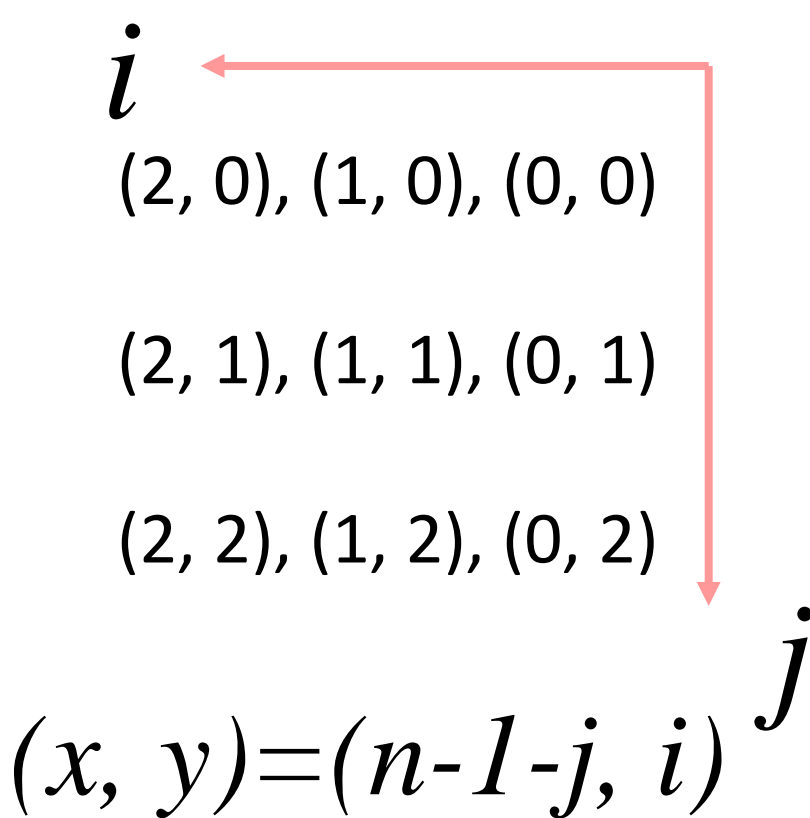 i
(2, 0), (1, 0), (0, 0)
(2, 1), (1, 1), (0, 1)
(2, 2), (1, 2), (0, 2)
j
(x, y)=(n-1-j, i)